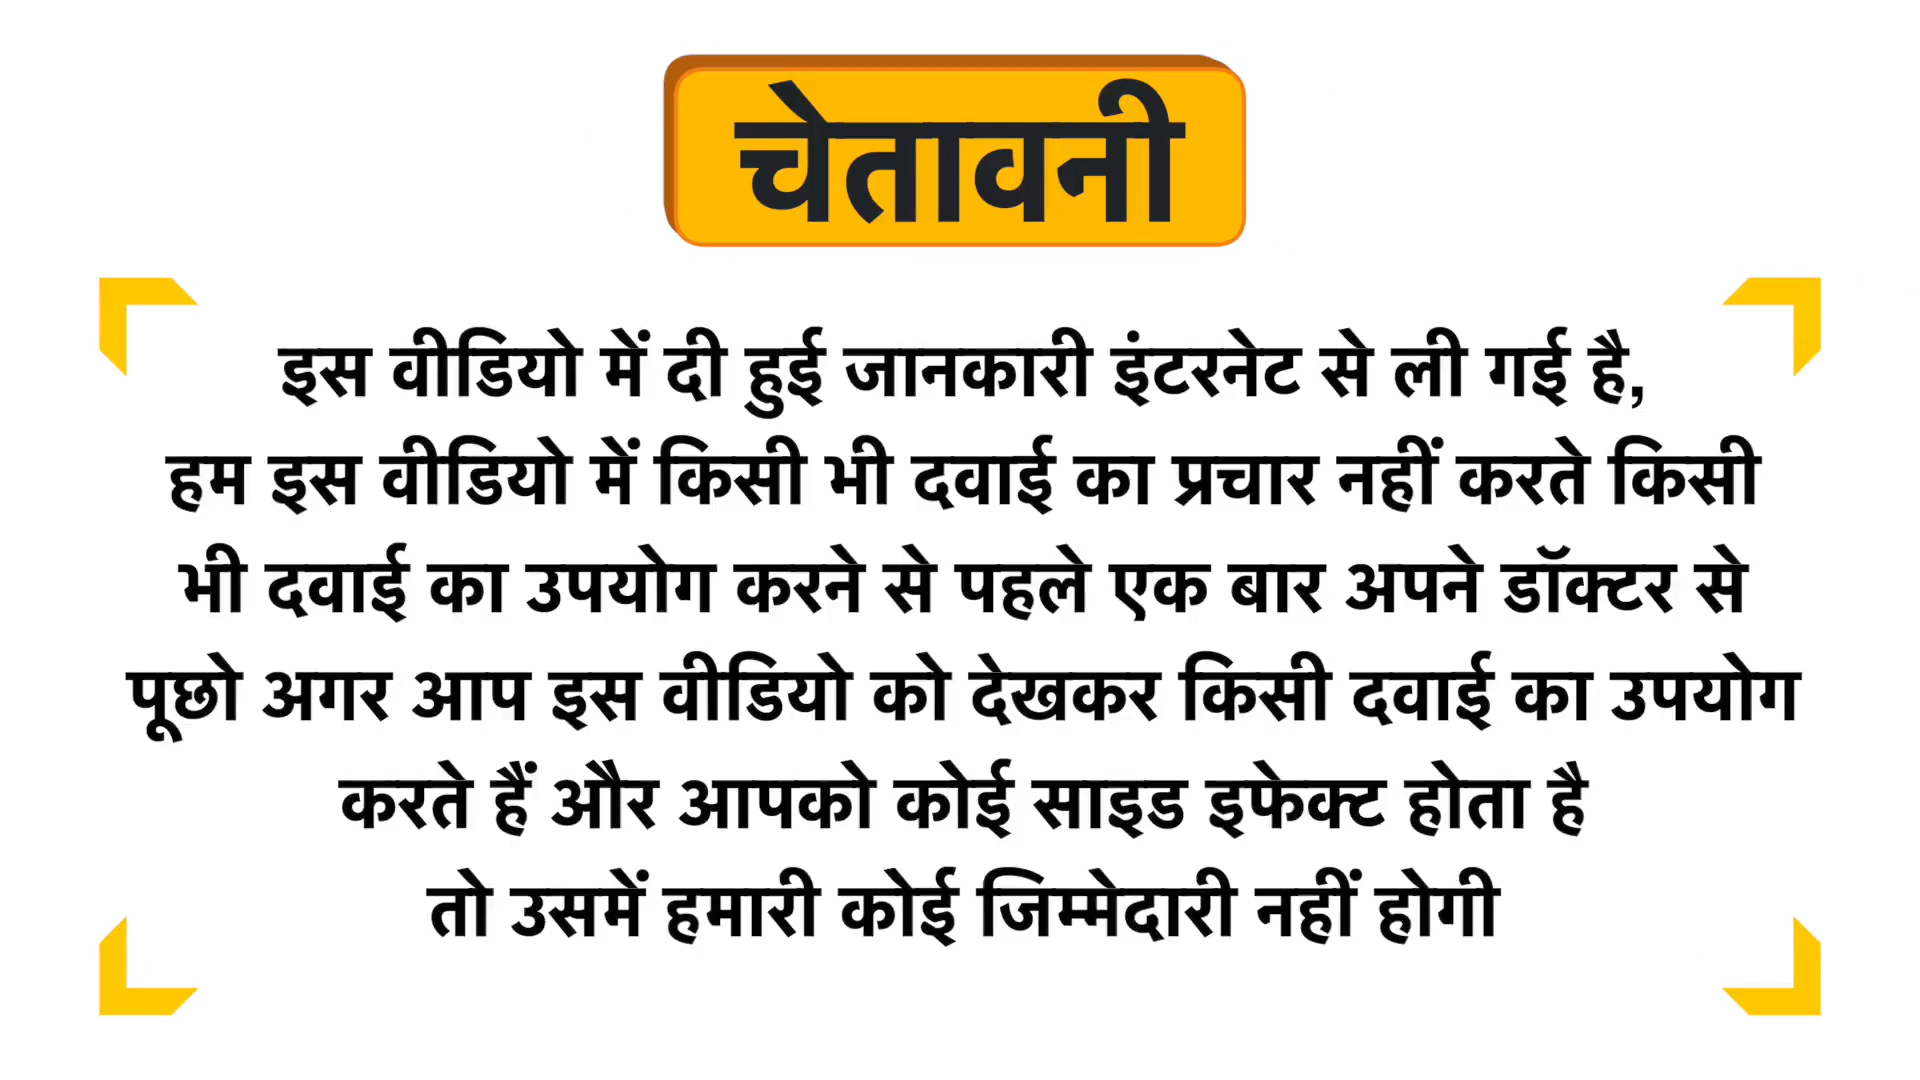 चेतावनी
इस वीडियो में दी हुई जानकारी इंटरनेट से ली गई है,
हम इस वीडियो में किसी भी दवाई का प्रचार नहीं करते किसी
भी दवाई का उपयोग करने से पहले एक बार अपने डॉक्टर से
पूछो अगर आप इस वीडियो को देखकर किसी दवाई का उपयोग
करते हैं और आपको कोई साइड इफेक्ट होता है
तो उसमें हमारी कोई जिम्मेदारी नहीं होगी